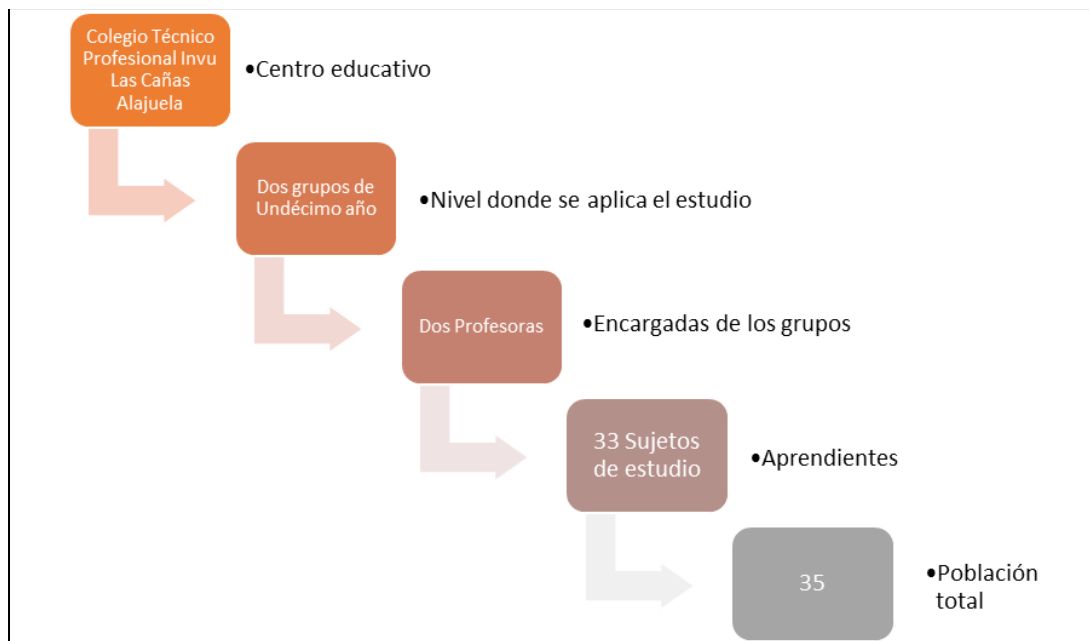 Colegio Técnico
Profesional Invu
Las Cañas
Alajuela
•Centro educativo
Dos grupos de
Undécimo año
•Nivel donde se aplica el estudio
Dos Profesoras
•Encargadas de los grupos
33 Sujetos
de estudio
•Aprendientes
35
•Población
total